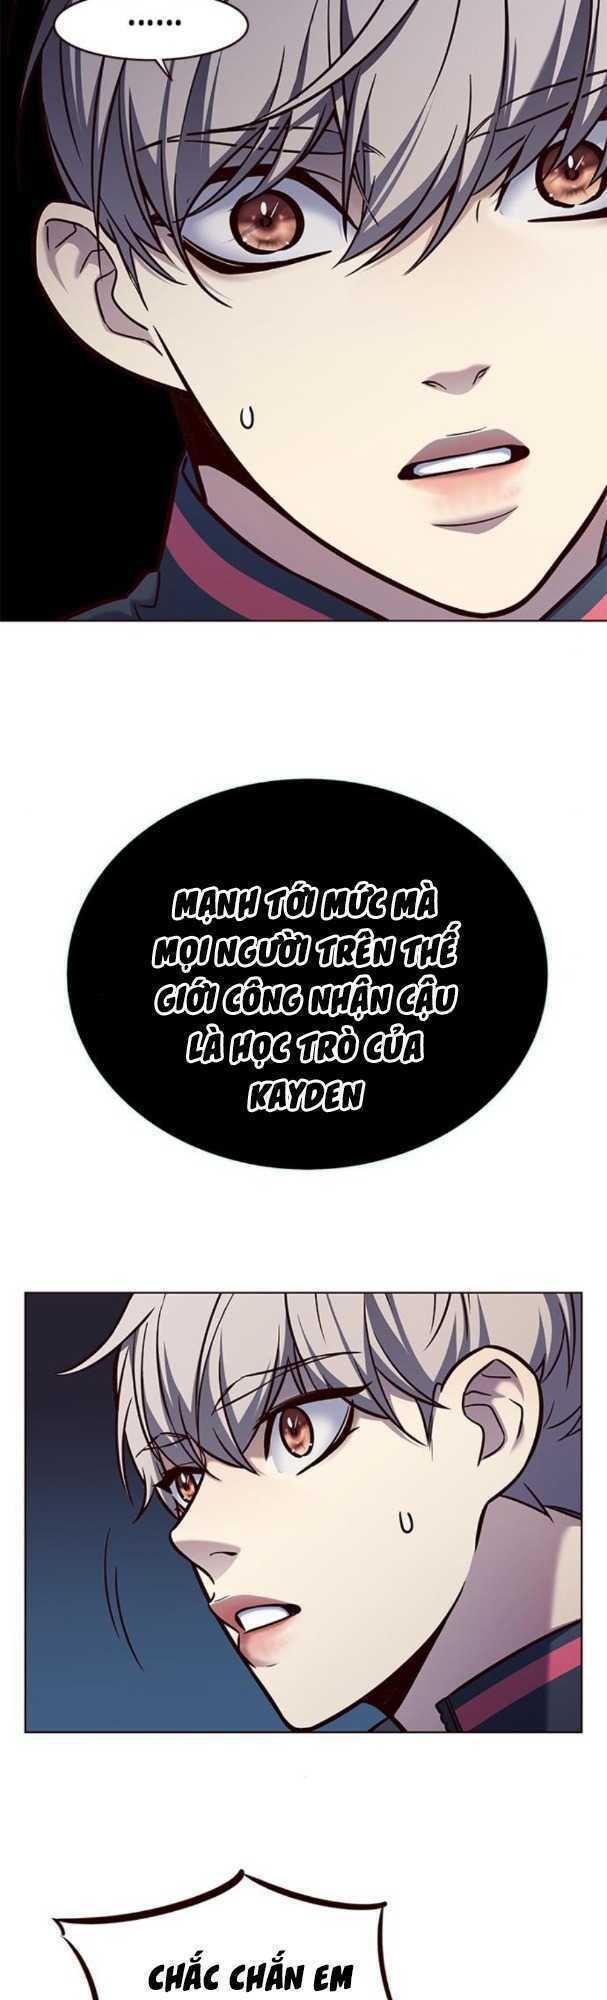 ......
MẠNH TỚI MỨC MÀ
MỌI NGƯỜI TRÊN THẾ
GIỚI CÔNG NHẬN CẬU
LÀ HỌC TRÒ CỦA
KAYDEN
CHẮC CHẮN EM